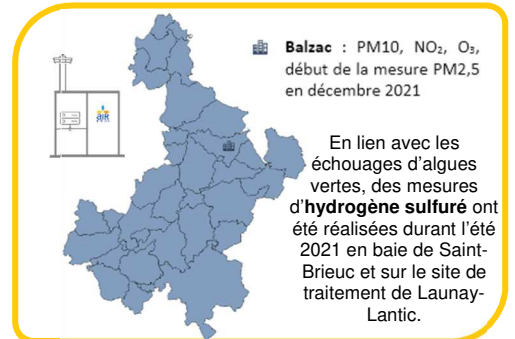 Balzac : PM10, NO₂, O₃,
début de la mesure PM2,5
en décembre 2021
En lien avec les
échouages d'algues
vertes, des mesures
d'hydrogène sulfuré ont
été réalisées durant l'été
2021 en baie de Saint-
Brieuc et sur le site de
traitement de Launay-
Lantic.